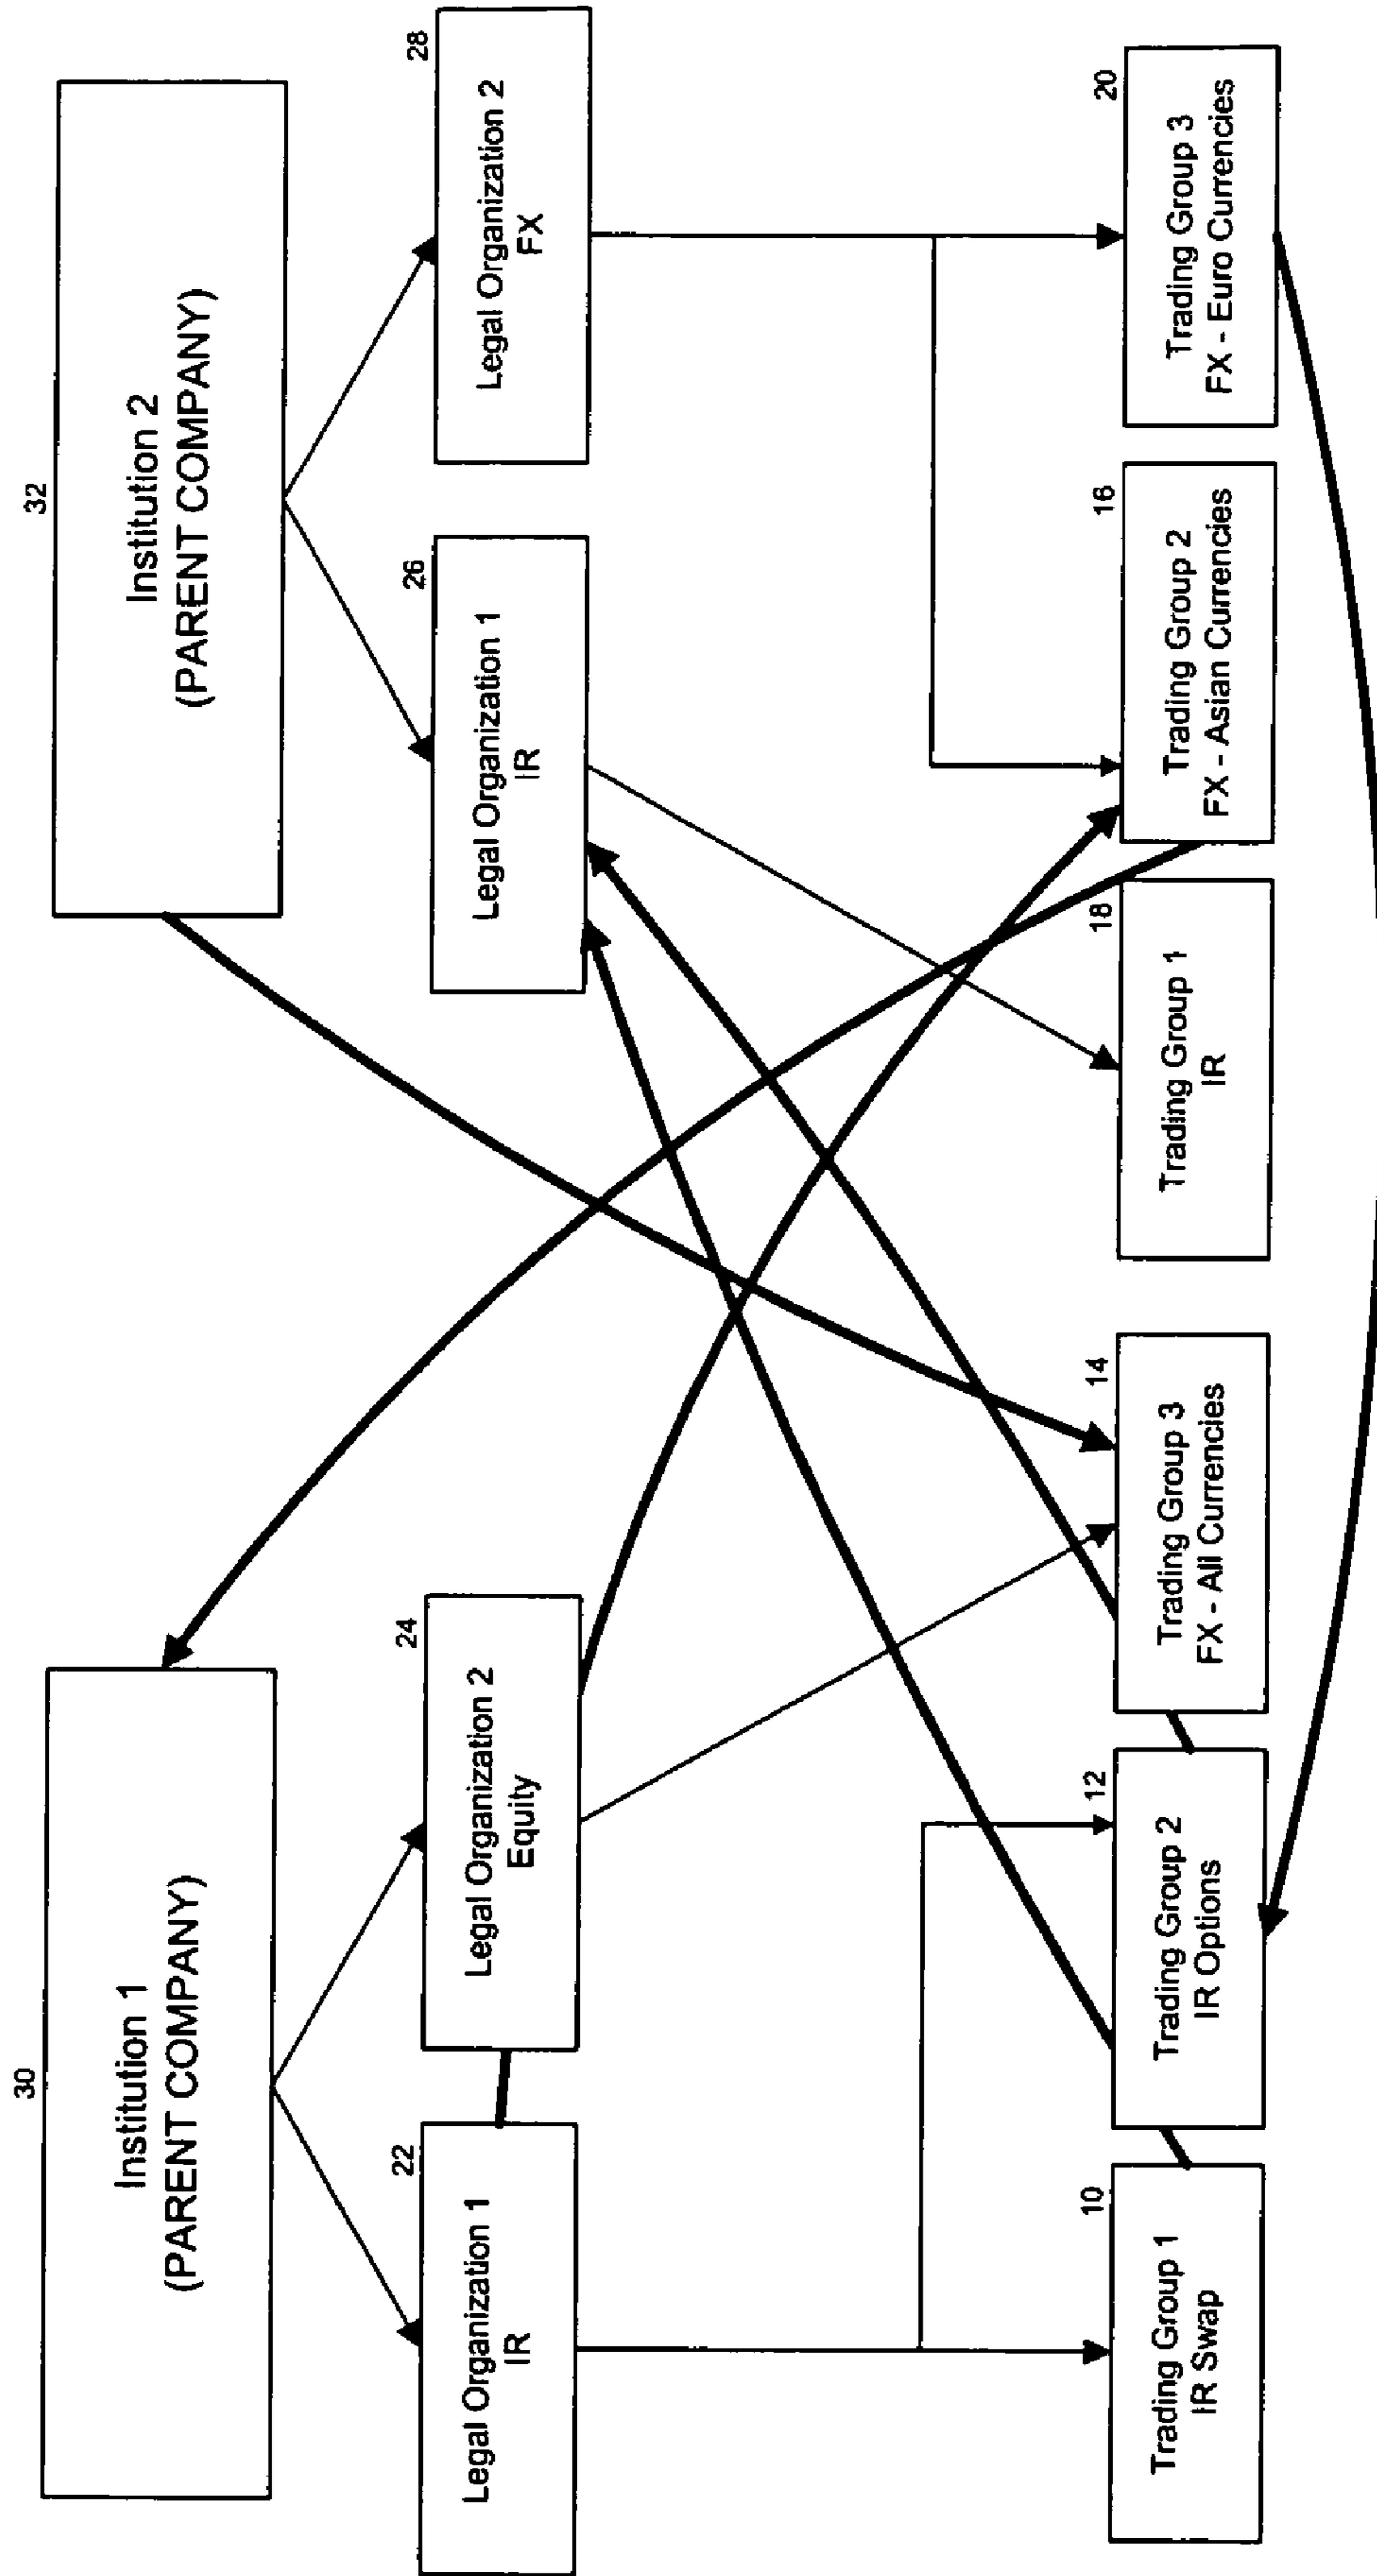 30
Institution 1
(PARENT COMPANY)
32
Institution 2
(PARENT COMPANY)
22
Legal Organization 1
IR
24
Legal Organization 2
Equity
26
Legal Organization 1
IR
28
Legal Organization 2
FX
10
Trading Group 1
IR Swap
12
Trading Group 2
IR Options
14
Trading Group 3
FX - All Currencies
18
Trading Group 1
IR
16
Trading Group 2
FX - Asian Currencies
20
Trading Group 3
FX - Euro Currencies